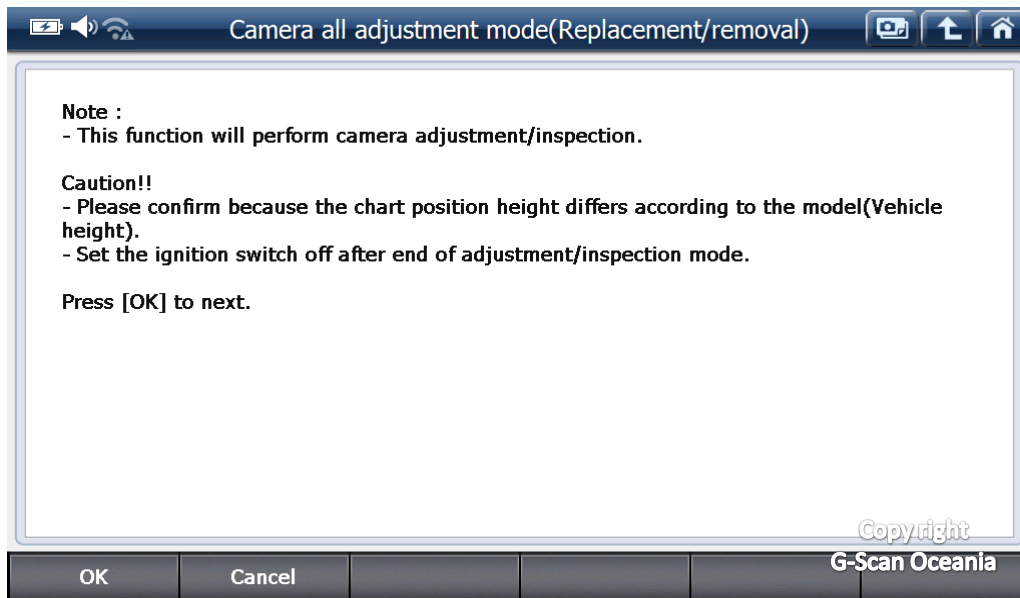 Camera all adjustment mode(Replacement/removal)
Note :
- This function will perform camera adjustment/inspection.
Caution!!
- Please confirm because the chart position height differs according to the model(Vehicle
height).
- Set the ignition switch off after end of adjustment/inspection mode.
Press [OK] to next.
Copyright
G-Scan Oceania
OK
Cancel